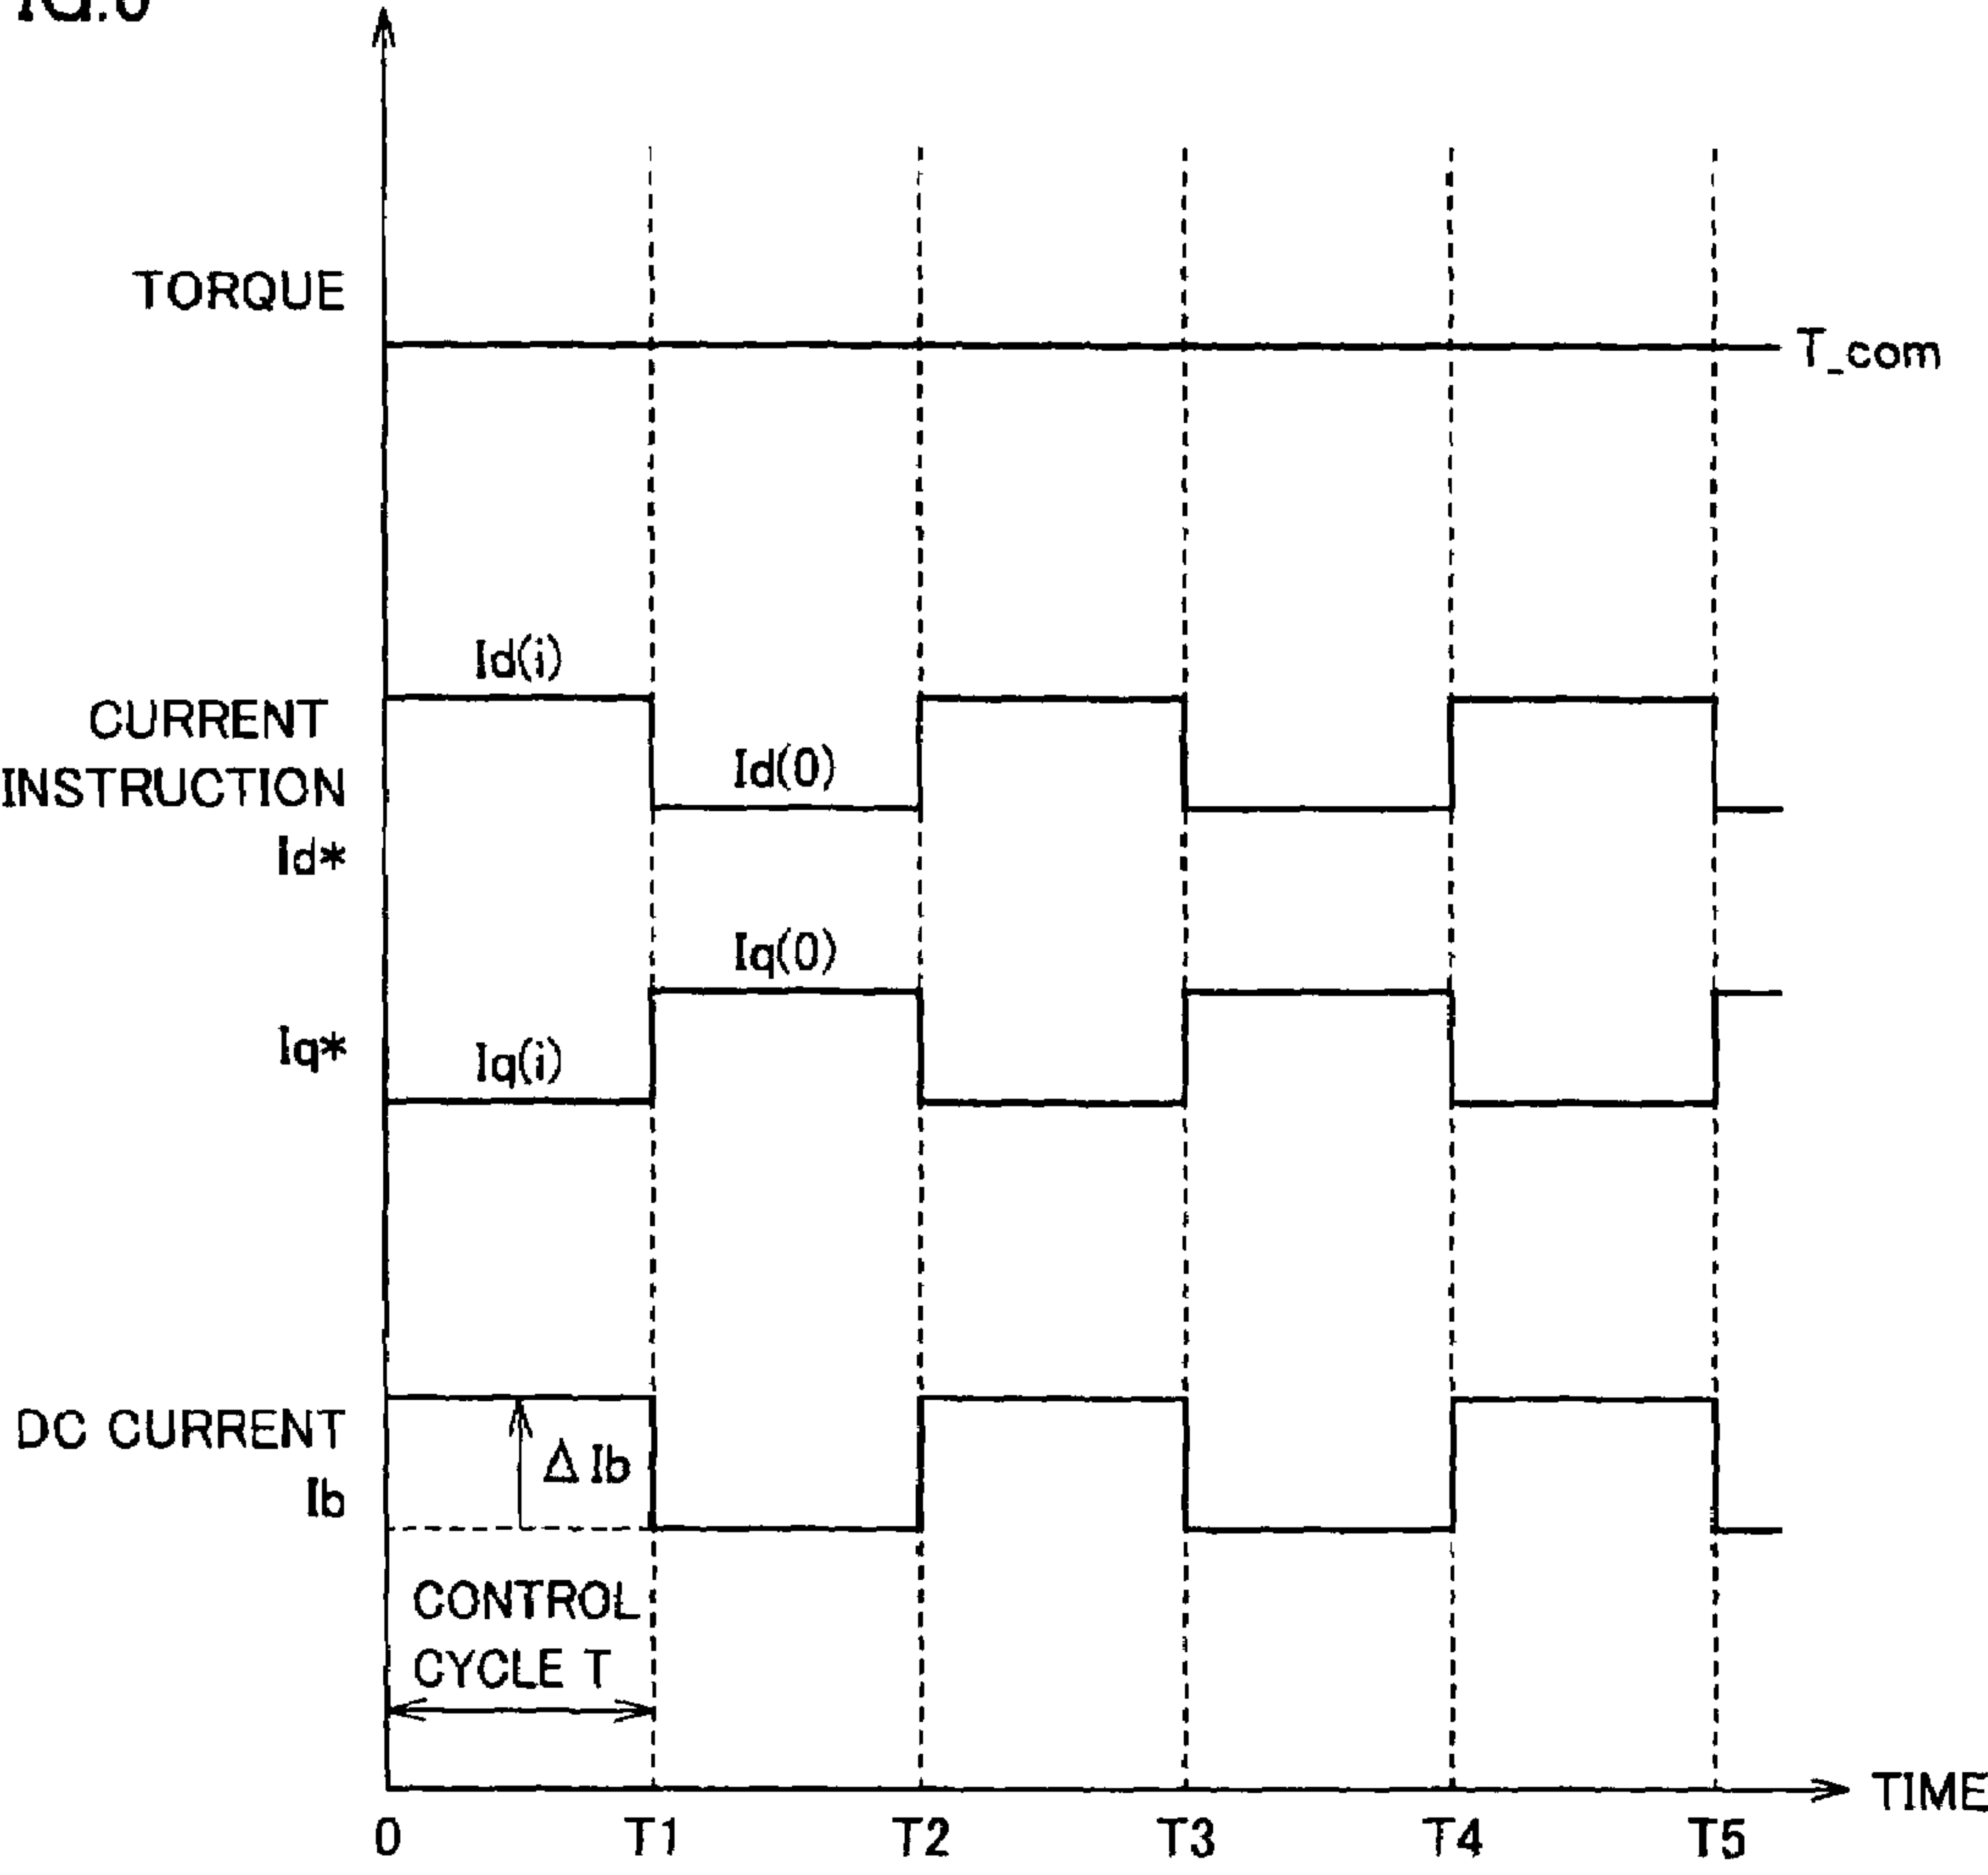 TORQUE
T_com
Id(i)
CURRENT
INSTRUCTION
Id(0)
Id*
Iq(0)
Iq*
Iq(i)
DC CURRENT
ΔIb
Ib
CONTROL
CYCLE T
TIME
0 T1 T2 T3 T4 T5